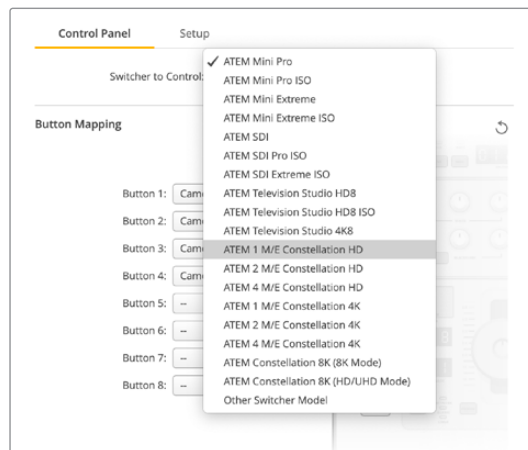 Control Panel Setup
Switcher to Control:
✓ ATEM Mini Pro
ATEM Mini Pro ISO
ATEM Mini Extreme
ATEM Mini Extreme ISO
ATEM SDI
ATEM SDI Pro ISO
ATEM SDI Extreme ISO
ATEM Television Studio HD8
ATEM Television Studio HD8 ISO
ATEM Television Studio 4K8
ATEM 1 M/E Constellation HD
ATEM 2 M/E Constellation HD
ATEM 4 M/E Constellation HD
ATEM 1 M/E Constellation 4K
ATEM 2 M/E Constellation 4K
ATEM 4 M/E Constellation 4K
ATEM Constellation 8K (8K Mode)
ATEM Constellation 8K (HD/UHD Mode)
Other Switcher Model
Button Mapping
Button 1: Cam
Button 2: Cam
Button 3: Cam
Button 4: Cam
Button 5: --
Button 6: --
Button 7: --
Button 8: --